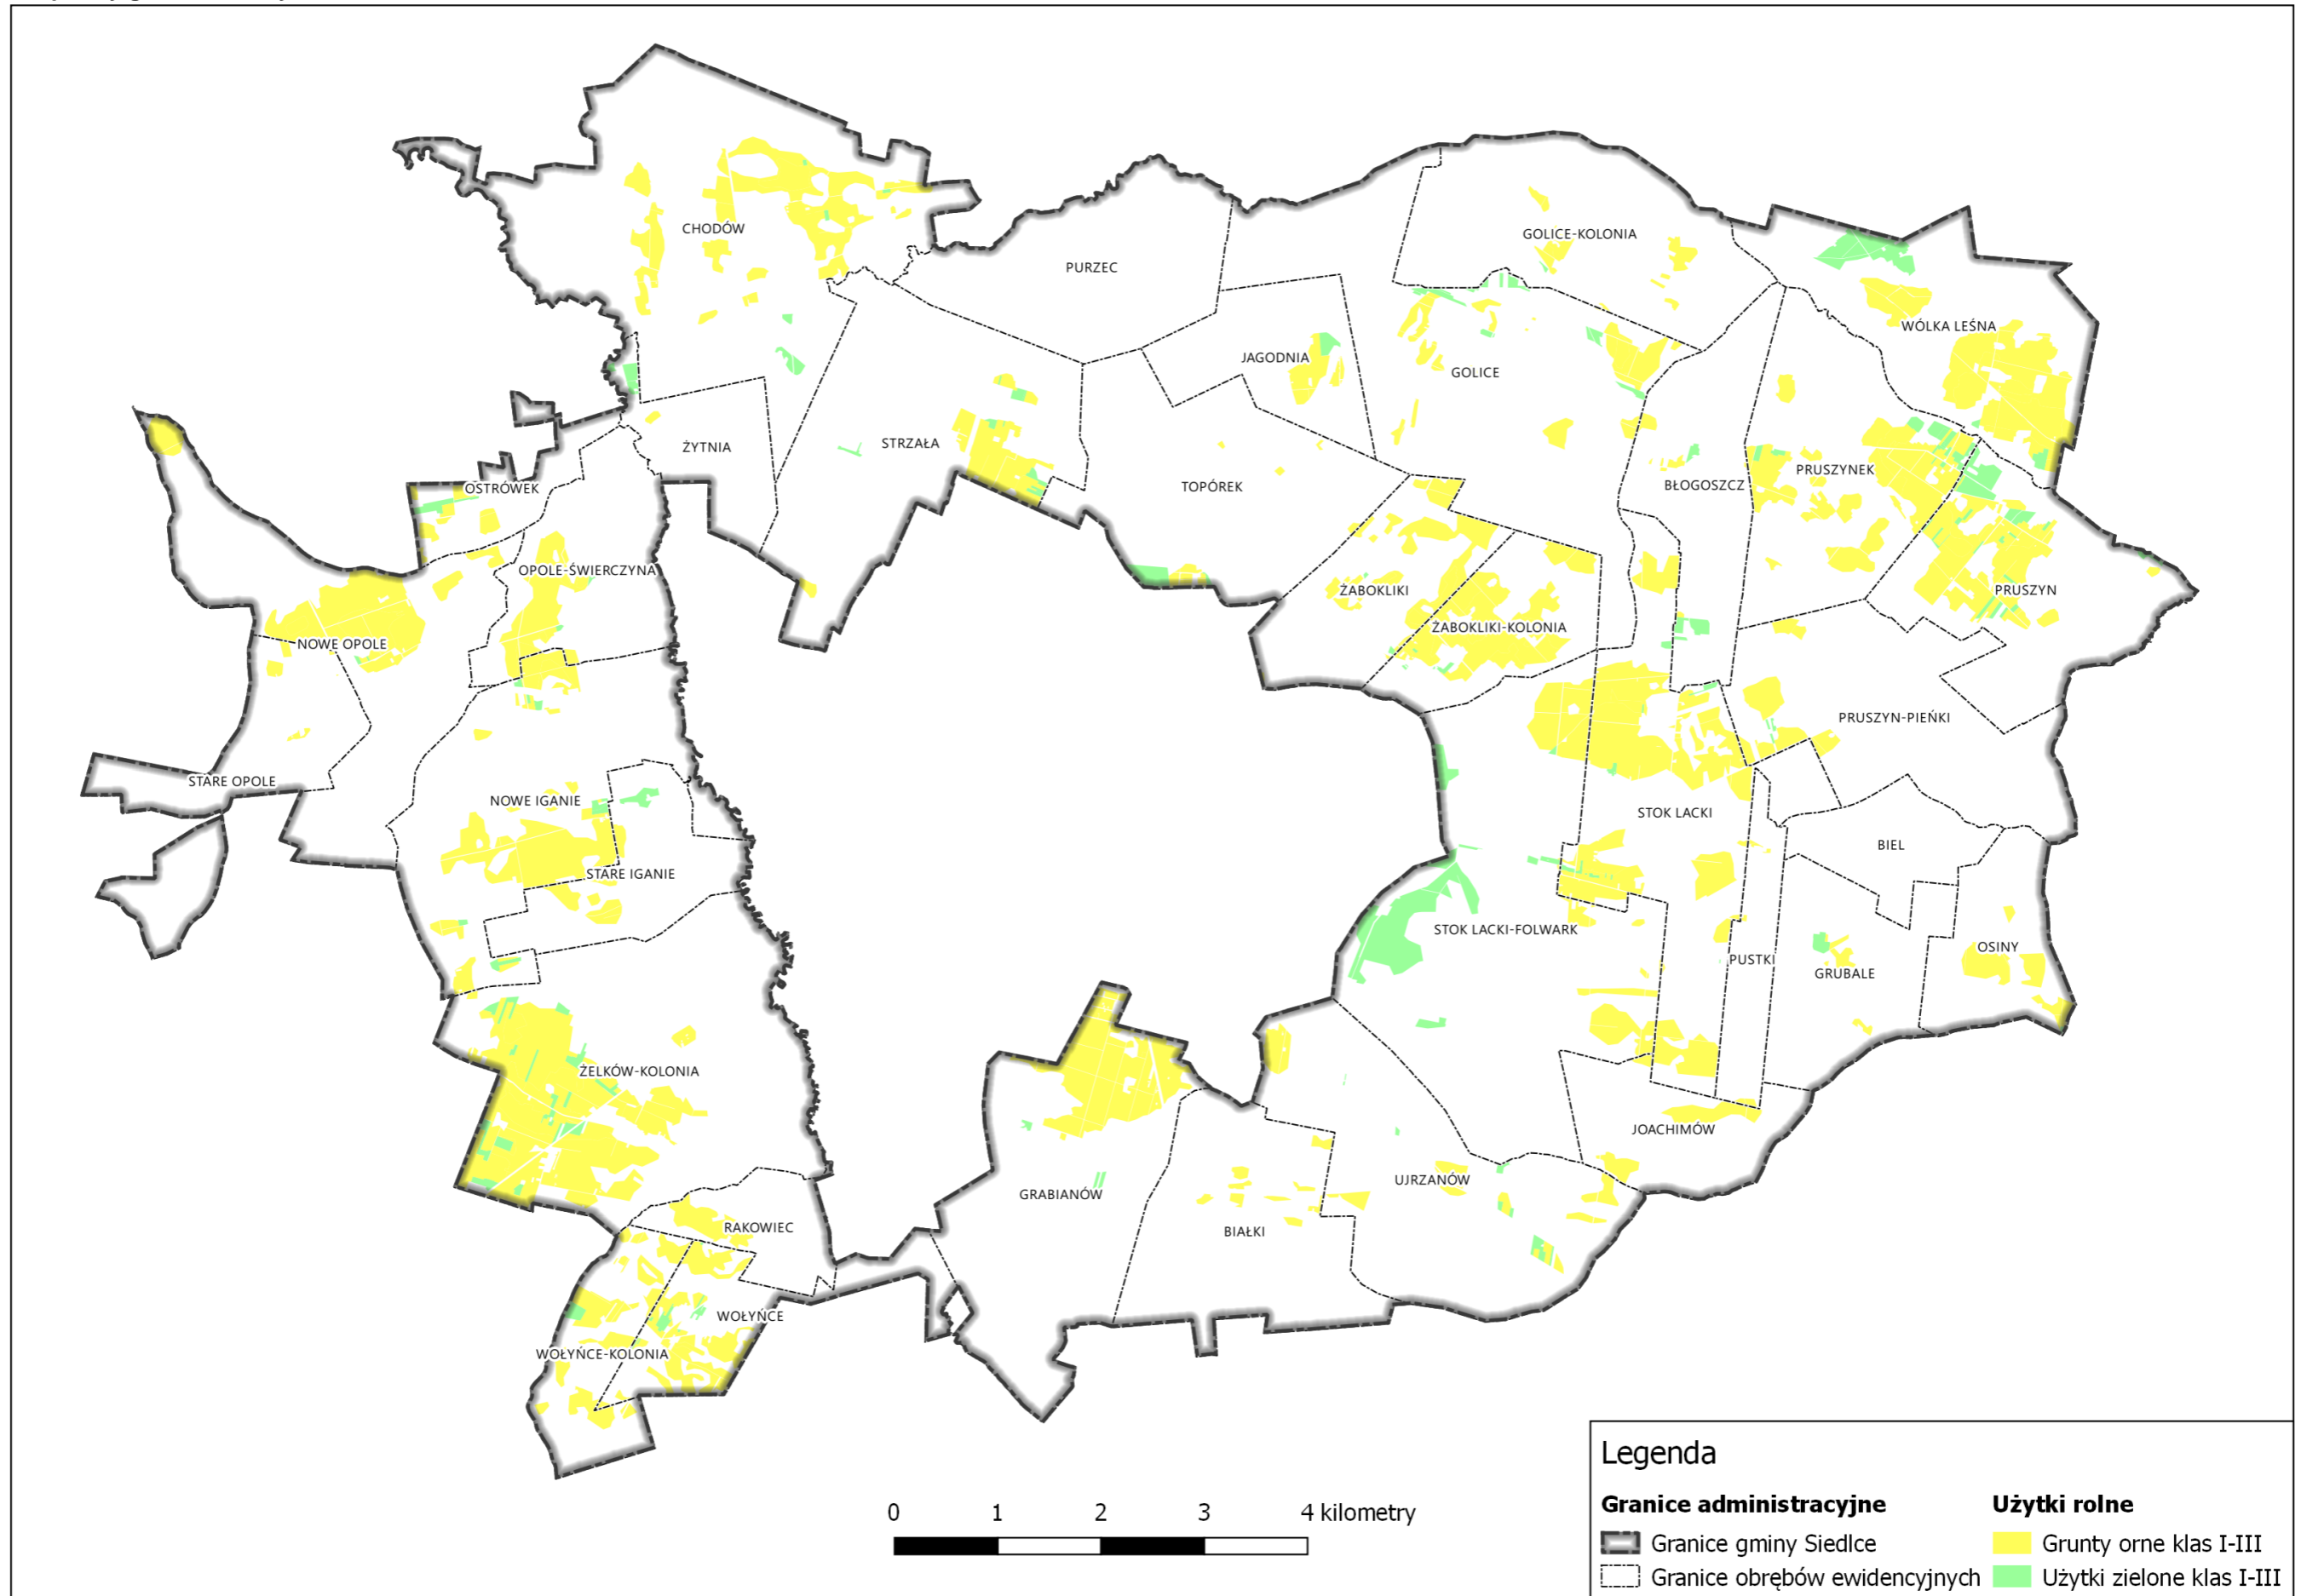 CHODÓW
GOLICE-KOLONIA
PURZEC
WÓLKA LEŚNA
JAGODNIA
GOLICE
ŻYTNIA
STRZAŁA
PRUSZYNEK
OSTRÓWEK
TOPÓREK
BŁOGOSZCZ
OPOLE-ŚWIERCZYNA
ŻABOKLIKI
PRUSZYN
NOWE OPOLE
ŻABOKLIKI-KOLONIA
PRUSZYN-PIEŃKI
STARE OPOLE
NOWE IGANIE
STOK LACKI
BIEL
STARE IGANIE
STOK LACKI-FOLWARK
OSINY
PUSTKI
GRUBALE
ŻELKÓW-KOLONIA
JOACHIMÓW
UJRZANÓW
GRABIANÓW
RAKOWIEC
BIAŁKI
WOŁYŃCE
WOŁYŃCE-KOLONIA
0 1 2 3 4 kilometry
Legenda
Granice administracyjne
Granice gminy Siedlce
Granice obrębów ewidencyjnych
Użytki rolne
Grunty orne klas I-III
Użytki zielone klas I-III